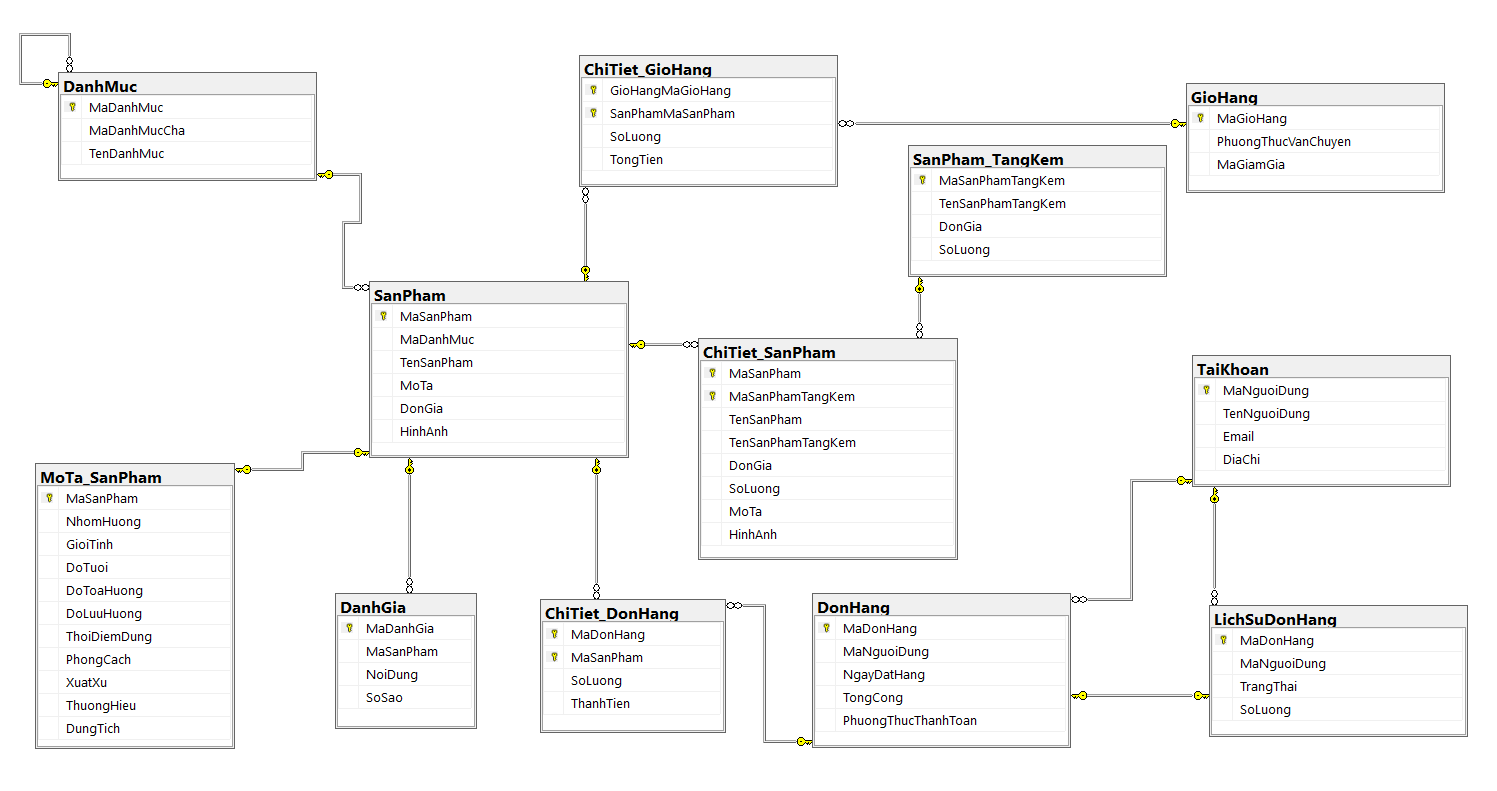 DanhMuc
MaDanhMuc
MaDanhMucCha
TenDanhMuc
ChiTiet_GioHang
GioHangMaGioHang
SanPhamMaSanPham
SoLuong
TongTien
GioHang
MaGioHang
PhuongThucVanChuyen
MaGiamGia
SanPham_TangKem
MaSanPhamTangKem
TenSanPhamTangKem
DonGia
SoLuong
SanPham
MaSanPham
MaDanhMuc
TenSanPham
MoTa
DonGia
HinhAnh
ChiTiet_SanPham
MaSanPham
MaSanPhamTangKem
TenSanPham
TenSanPhamTangKem
DonGia
SoLuong
MoTa
HinhAnh
TaiKhoan
MaNguoiDung
TenNguoiDung
Email
DiaChi
MoTa_SanPham
MaSanPham
NhomHuong
GioiTinh
DoTuoi
DoToaHuong
DoLuuHuong
ThoiDiemDung
PhongCach
XuatXu
ThuongHieu
DungTich
DanhGia
MaDanhGia
MaSanPham
NoiDung
SoSao
ChiTiet_DonHang
MaDonHang
MaSanPham
SoLuong
ThanhTien
DonHang
MaDonHang
MaNguoiDung
NgayDatHang
TongCong
PhuongThucThanhToan
LichSuDonHang
MaDonHang
MaNguoiDung
TrangThai
SoLuong